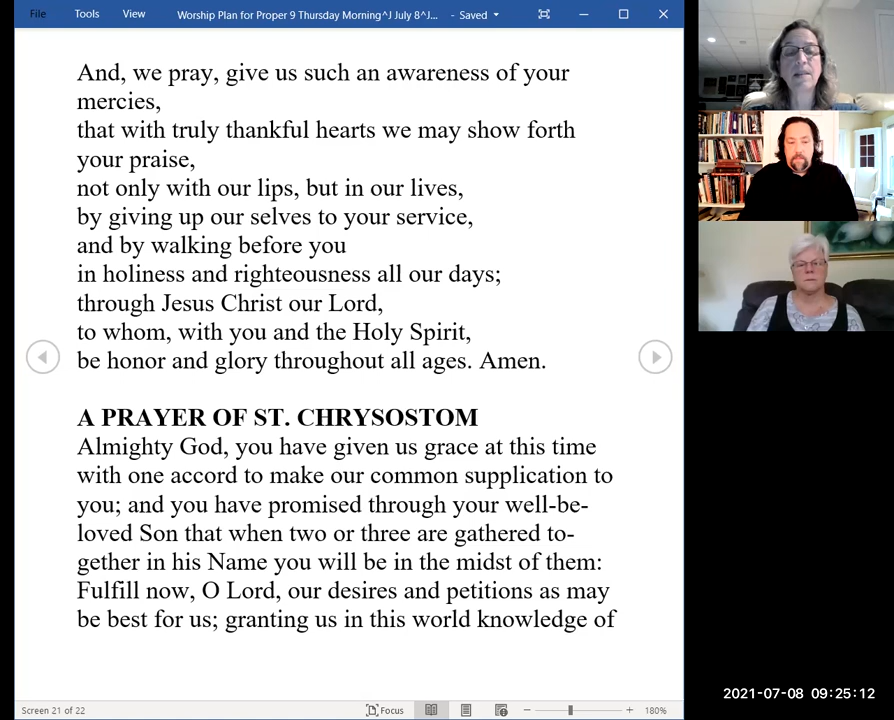 File Tools View Worship Plan for Proper 9 Thursday Morning^J July 8^J... - Saved
And, we pray, give us such an awareness of your
mercies,
that with truly thankful hearts we may show forth
your praise,
not only with our lips, but in our lives,
by giving up our selves to your service,
and by walking before you
in holiness and righteousness all our days;
through Jesus Christ our Lord,
to whom, with you and the Holy Spirit,
be honor and glory throughout all ages. Amen.
A PRAYER OF ST. CHRYSOSTOM
Almighty God, you have given us grace at this time
with one accord to make our common supplication to
you; and you have promised through your well-be-
loved Son that when two or three are gathered to-
gether in his Name you will be in the midst of them:
Fulfill now, O Lord, our desires and petitions as may
be best for us; granting us in this world knowledge of
Screen 21 of 22 Focus 180%
2021-07-08 09:25:12